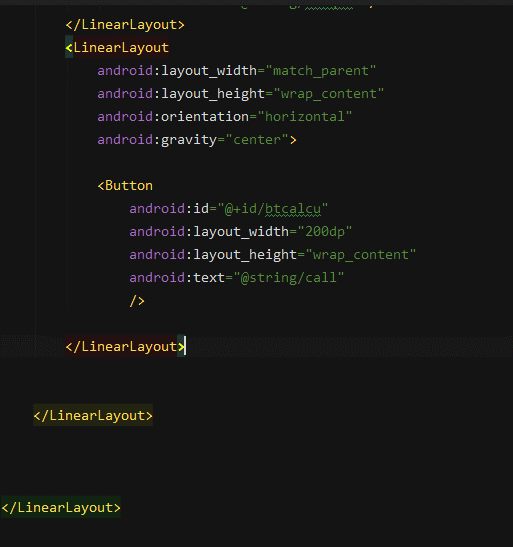 </LinearLayout>
<LinearLayout
android:layout_width="match_parent"
android:layout_height="wrap_content"
android:orientation="horizontal"
android:gravity="center">
<Button
android:id="@+id/btcalcu"
android:layout_width="200dp"
android:layout_height="wrap_content"
android:text="@string/call"
/>
</LinearLayout>
</LinearLayout>
</LinearLayout>